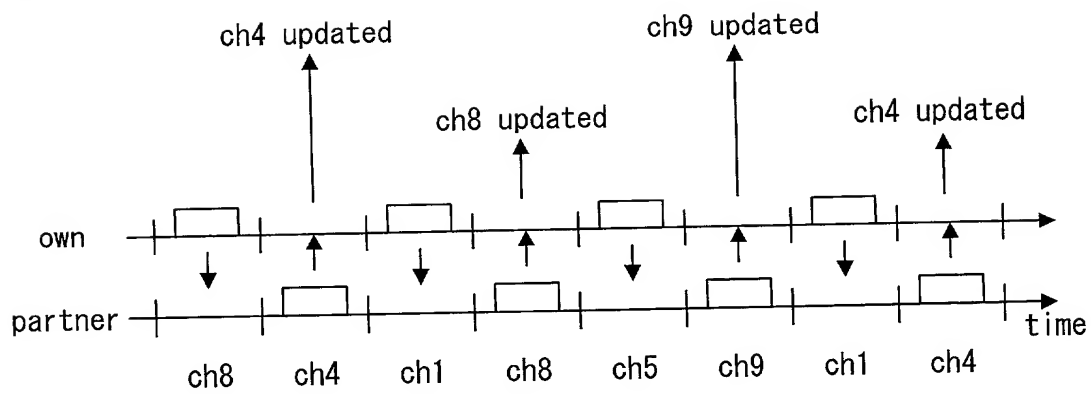 ch4 updated
ch9 updated
ch8 updated
ch4 updated
own
partner
time
ch8 ch4 ch1 ch8 ch5 ch9 ch1 ch4